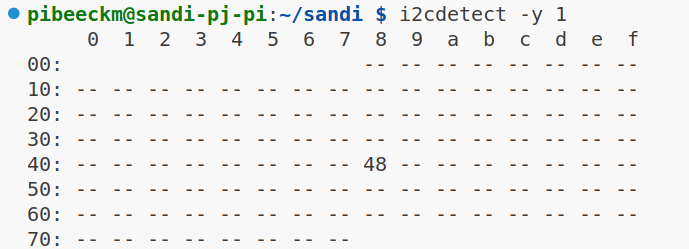 pibeeckm@sandi-pj-pi:~/sandi $ i2cdetect -y 1
     0  1  2  3  4  5  6  7  8  9  a  b  c  d  e  f
00:                         -- -- -- -- -- -- -- --
10: -- -- -- -- -- -- -- -- -- -- -- -- -- -- -- --
20: -- -- -- -- -- -- -- -- -- -- -- -- -- -- -- --
30: -- -- -- -- -- -- -- -- -- -- -- -- -- -- -- --
40: -- -- -- -- -- -- -- -- 48 -- -- -- -- -- -- --
50: -- -- -- -- -- -- -- -- -- -- -- -- -- -- -- --
60: -- -- -- -- -- -- -- -- -- -- -- -- -- -- -- --
70: -- -- -- -- -- -- -- --